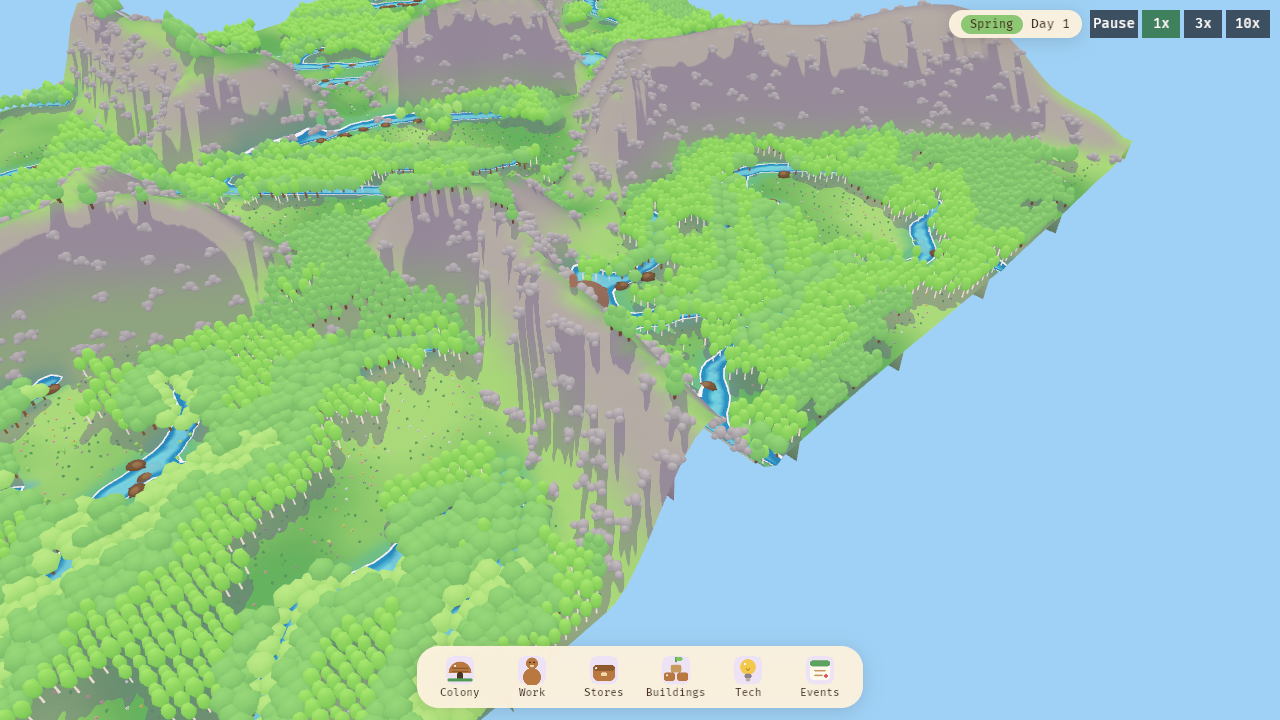 Spring Day 1 Pause 1x 3x 10x
Colony Work Stores Buildings Tech Events